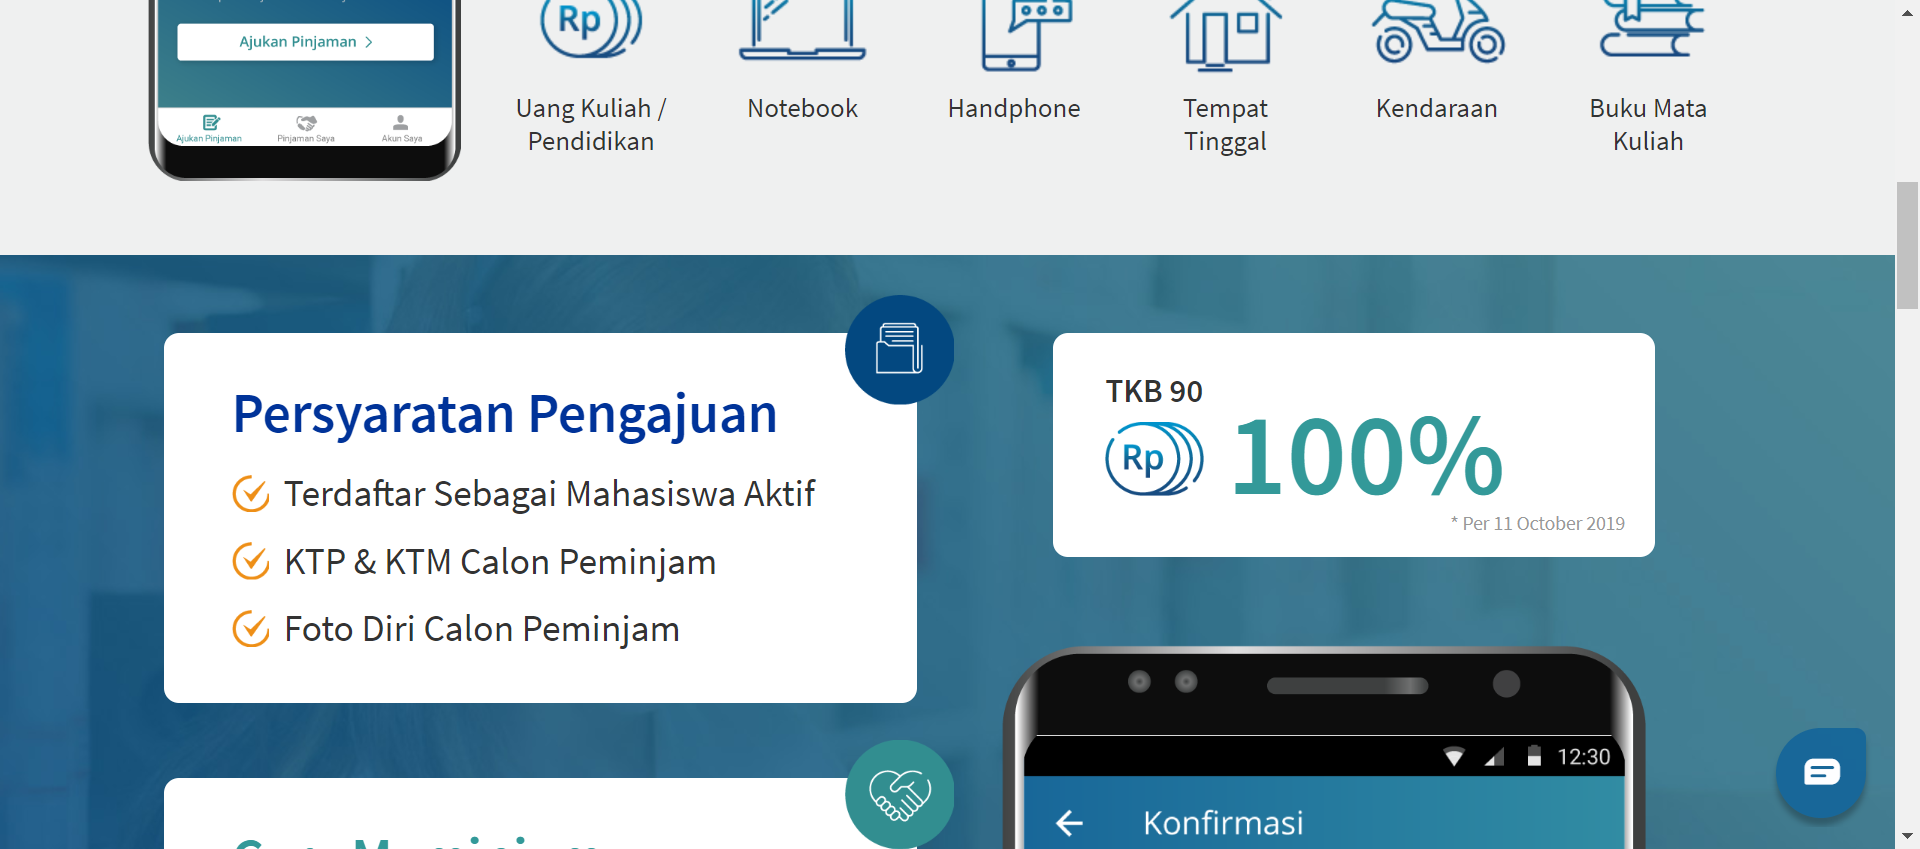 Ajukan Pinjaman
Ajukan Pinjaman
Pinjaman Saya
Akun Saya
Rp
Uang Kuliah /
Pendidikan
Notebook
Handphone
Tempat
Tinggal
Kendaraan
Buku Mata
Kuliah
Persyaratan Pengajuan
Terdaftar Sebagai Mahasiswa Aktif
KTP & KTM Calon Peminjam
Foto Diri Calon Peminjam
TKB 90
Rp
100%
* Per 11 October 2019
12:30
Konfirmasi